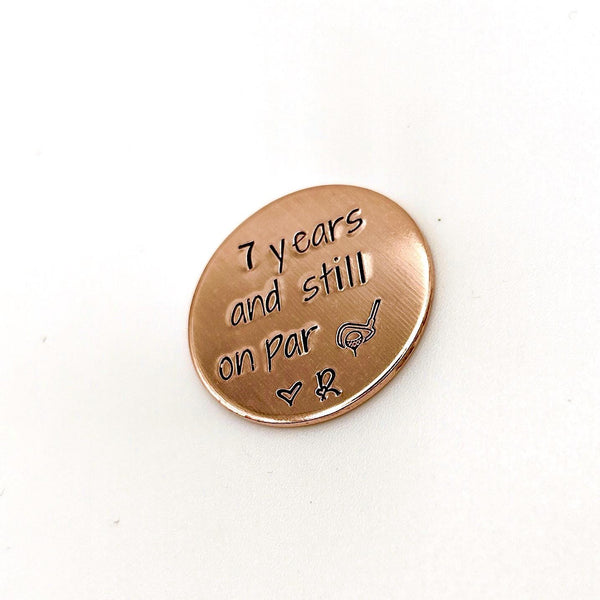 7 years
and still
on par
♡ R